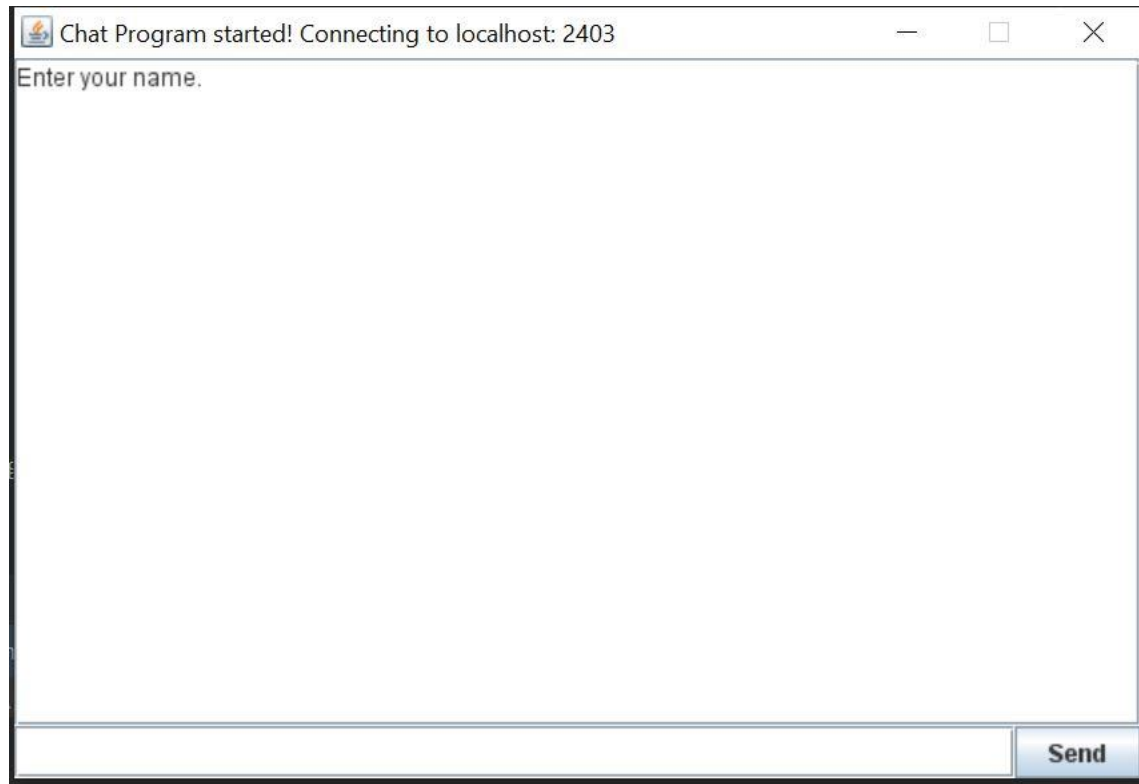 Chat Program started! Connecting to localhost: 2403
Enter your name.
Send